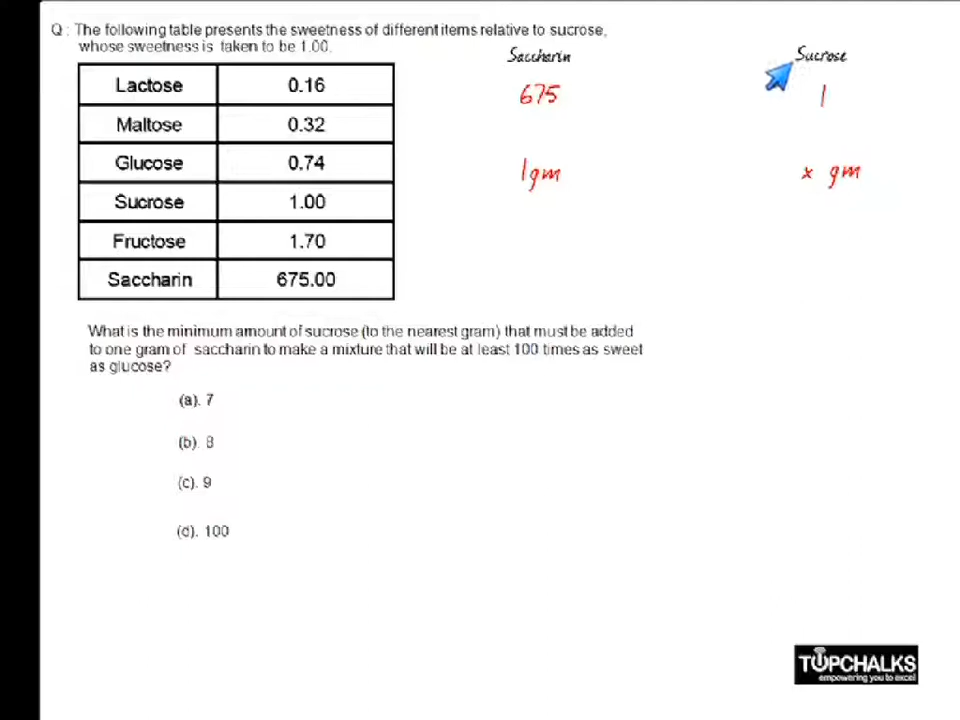 Q : The following table presents the sweetness of different items relative to sucrose,
whose sweetness is taken to be 1.00.
Saccharin Sucrose
675 1
1gm x gm
Lactose 0.16
Maltose 0.32
Glucose 0.74
Sucrose 1.00
Fructose 1.70
Saccharin 675.00
What is the minimum amount of sucrose (to the nearest gram) that must be added
to one gram of saccharin to make a mixture that will be at least 100 times as sweet
as glucose?
(a). 7
(b). 8
(c). 9
(d). 100
TOPCHALKS
empowering you to excel